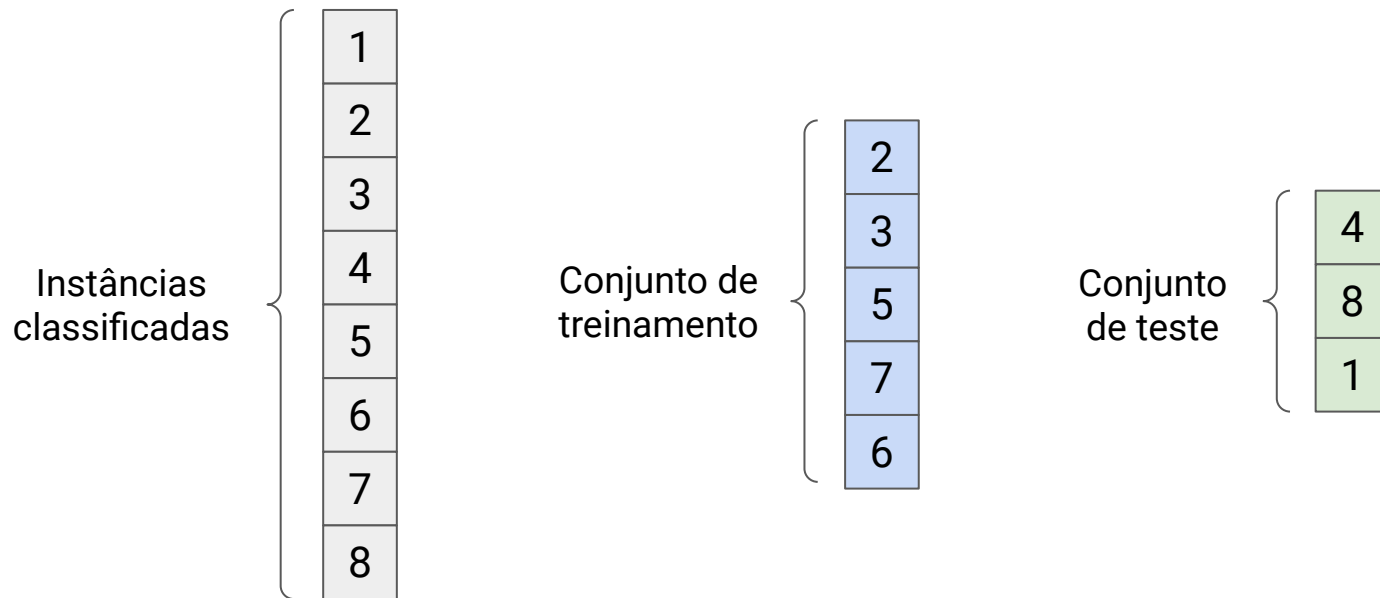 Instâncias
classificadas
1
2
3
4
5
6
7
8
Conjunto de
treinamento
2
3
5
7
6
Conjunto
de teste
4
8
1